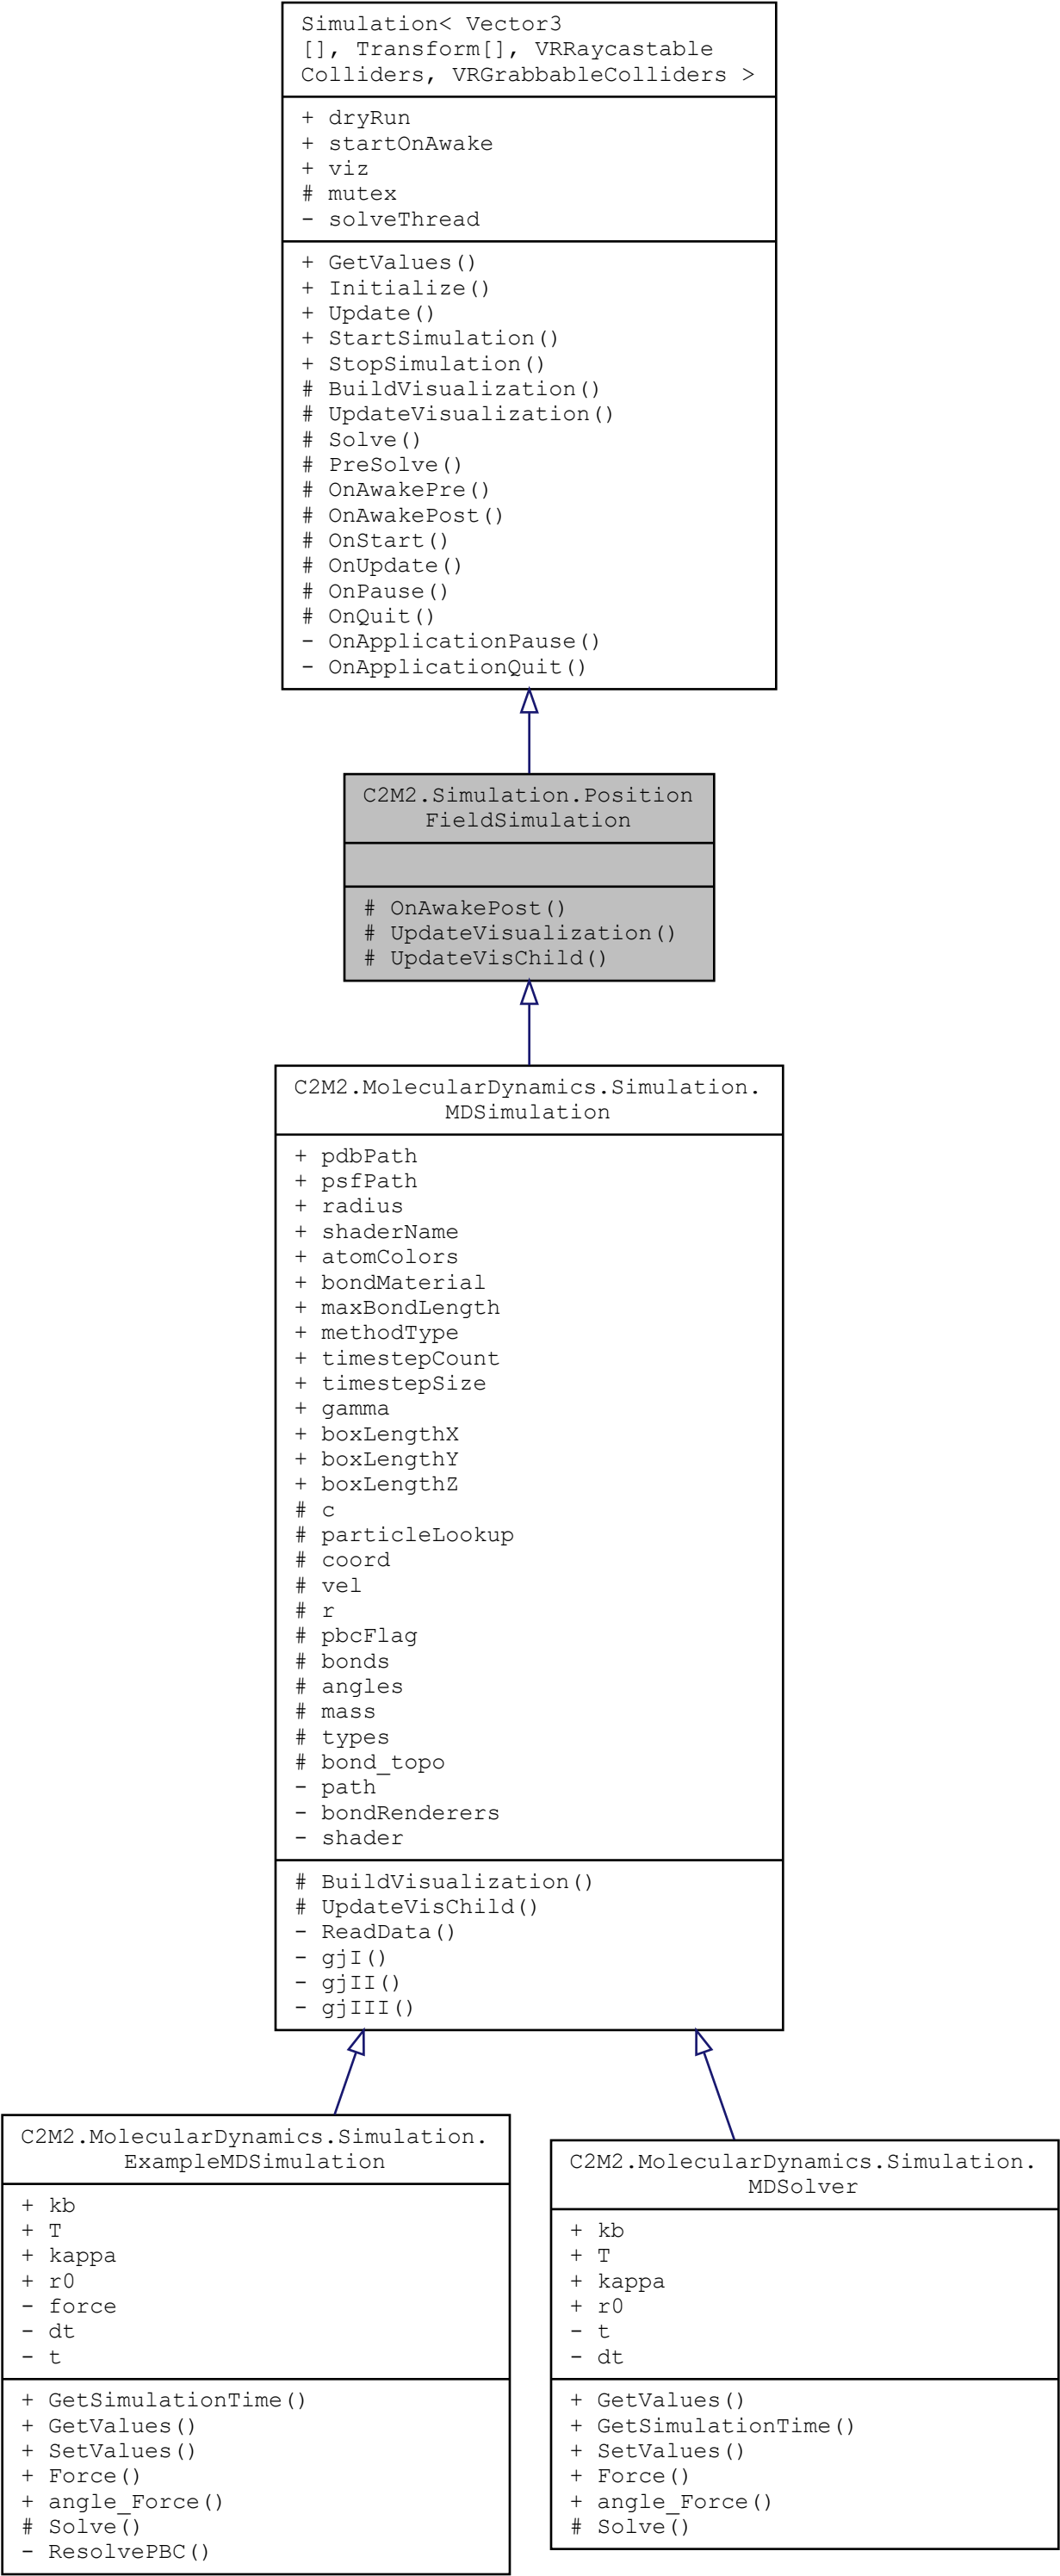 Simulation< Vector3
[], Transform[], VRRaycastable
Colliders, VRGrabbableColliders >
+ dryRun
+ startOnAwake
+ viz
# mutex
- solveThread
+ GetValues()
+ Initialize()
+ Update()
+ StartSimulation()
+ StopSimulation()
# BuildVisualization()
# UpdateVisualization()
# Solve()
# PreSolve()
# OnAwakePre()
# OnAwakePost()
# OnStart()
# OnUpdate()
# OnPause()
# OnQuit()
- OnApplicationPause()
- OnApplicationQuit()
C2M2.Simulation.Position
FieldSimulation
# OnAwakePost()
# UpdateVisualization()
# UpdateVisChild()
C2M2.MolecularDynamics.Simulation.
MDSimulation
+ pdbPath
+ psfPath
+ radius
+ shaderName
+ atomColors
+ bondMaterial
+ maxBondLength
+ methodType
+ timestepCount
+ timestepSize
+ gamma
+ boxLengthX
+ boxLengthY
+ boxLengthZ
# c
# particleLookup
# coord
# vel
# r
# pbcFlag
# bonds
# angles
# mass
# types
# bond_topo
- path
- bondRenderers
- shader
# BuildVisualization()
# UpdateVisChild()
- ReadData()
- gjI()
- gjII()
- gjIII()
C2M2.MolecularDynamics.Simulation.
ExampleMDSimulation
+ kb
+ T
+ kappa
+ r0
- force
- dt
- t
+ GetSimulationTime()
+ GetValues()
+ SetValues()
+ Force()
+ angle_Force()
# Solve()
- ResolvePBC()
C2M2.MolecularDynamics.Simulation.
MDSolver
+ kb
+ T
+ kappa
+ r0
- t
- dt
+ GetValues()
+ GetSimulationTime()
+ SetValues()
+ Force()
+ angle_Force()
# Solve()